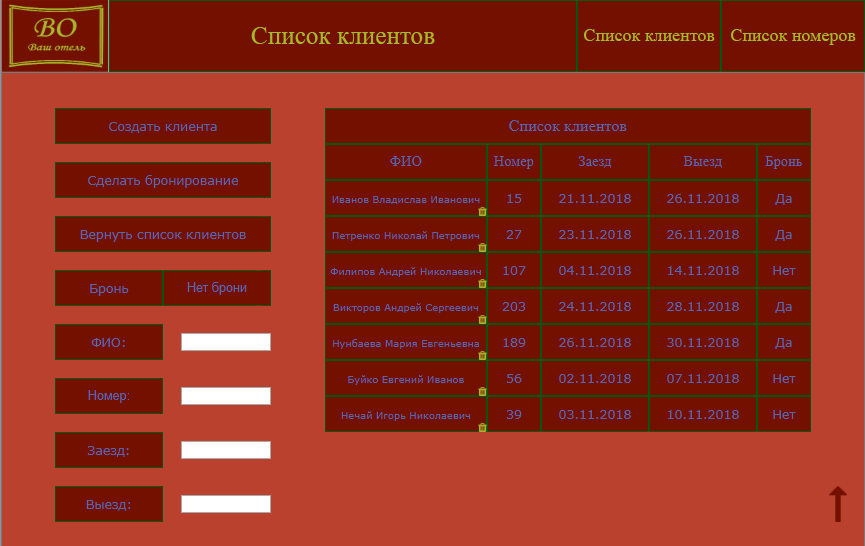 ВО
Ваш отель
Список клиентов
Список клиентов
Список номеров
Создать клиента
Сделать бронирование
Вернуть список клиентов
Бронь
Нет брони
ФИО:
Номер:
Заезд:
Выезд:
Список клиентов
ФИО Номер Заезд Выезд Бронь
Иванов Владислав Иванович 15 21.11.2018 26.11.2018 Да
Петренко Николай Петрович 27 23.11.2018 26.11.2018 Да
Филипов Андрей Николаевич 107 04.11.2018 14.11.2018 Нет
Викторов Андрей Сергеевич 203 24.11.2018 28.11.2018 Да
Нунбаева Мария Евгеньевна 189 26.11.2018 30.11.2018 Да
Буйко Евгений Иванов 56 02.11.2018 07.11.2018 Нет
Нечай Игорь Николаевич 39 03.11.2018 10.11.2018 Нет